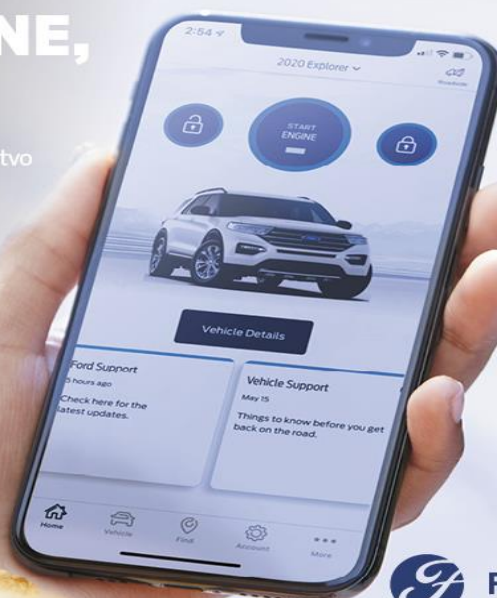 NE,
tvo
2:54
2020 Explorer
Roadside
START
ENGINE
Vehicle Details
Ford Support
5 hours ago
Check here for the
latest updates.
Vehicle Support
May 15
Things to know before you get
back on the road.
Home
Vehicle
Find
Account
More
F